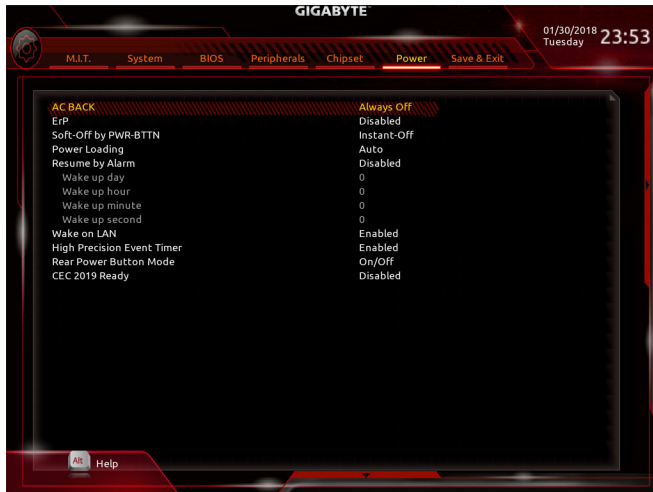 GIGABYTE™
01/30/2018 23:53
Tuesday
M.I.T. System BIOS Peripherals Chipset Power Save & Exit
AC BACK Always Off
ErP Disabled
Soft-Off by PWR-BTTN Instant-Off
Power Loading Auto
Resume by Alarm Disabled
Wake up day 0
Wake up hour 0
Wake up minute 0
Wake up second 0
Wake on LAN Enabled
High Precision Event Timer Enabled
Rear Power Button Mode On/Off
CEC 2019 Ready Disabled
Alt Help